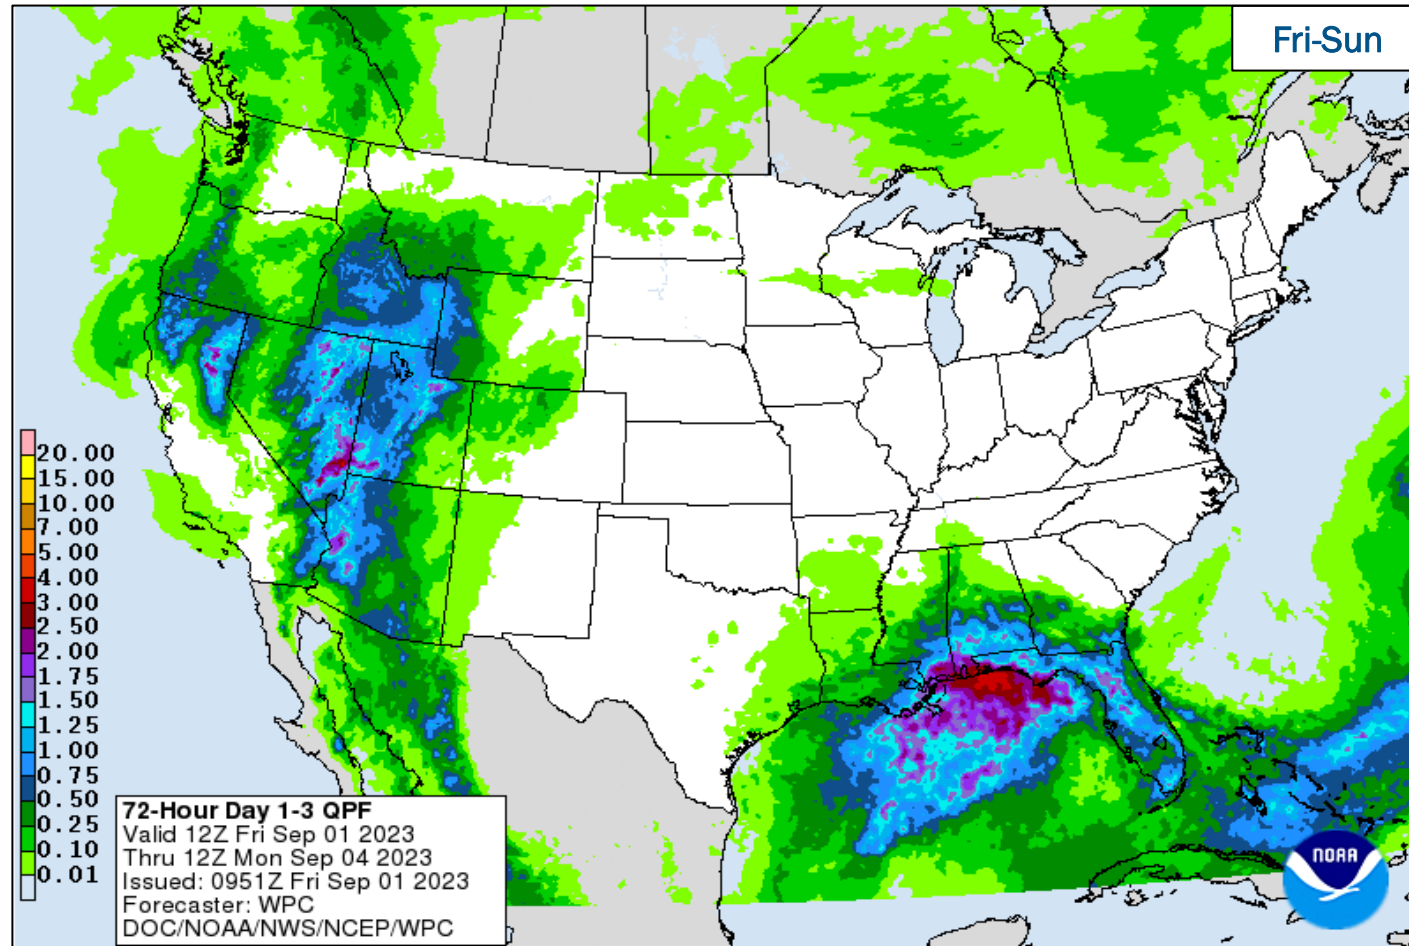 Fri-Sun
20.00
15.00
10.00
7.00
5.00
4.00
3.00
2.50
2.00
1.75
1.50
1.25
1.00
0.75
0.50
0.25
0.10
0.01
72-Hour Day 1-3 QPF
Valid 12Z Fri Sep 01 2023
Thru 12Z Mon Sep 04 2023
Issued: 0951Z Fri Sep 01 2023
Forecaster: WPC
DOC/NOAA/NWS/NCEP/WPC
NOAA